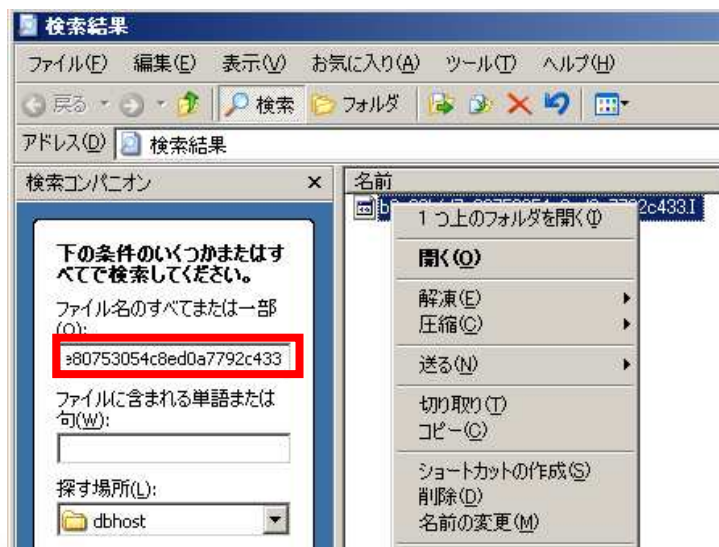 検索結果
ファイル(F) 編集(E) 表示(V) お気に入り(A) ツール(T) ヘルプ(H)
戻る 検索 フォルダ
アドレス(D) 検索結果
検索コンパニオン × 名前
2c433.I
1 つ上のフォルダを開く(I)
下の条件のいくつかまたはす
べてで検索してください。
ファイル名のすべてまたは一部
(O):
e80753054c8ed0a7792c433
ファイルに含まれる単語または
句(W):
探す場所(L):
dbhost
開く(O)
解凍(E)
圧縮(C)
送る(N)
切り取り(T)
コピー(C)
ショートカットの作成(S)
削除(D)
名前の変更(M)